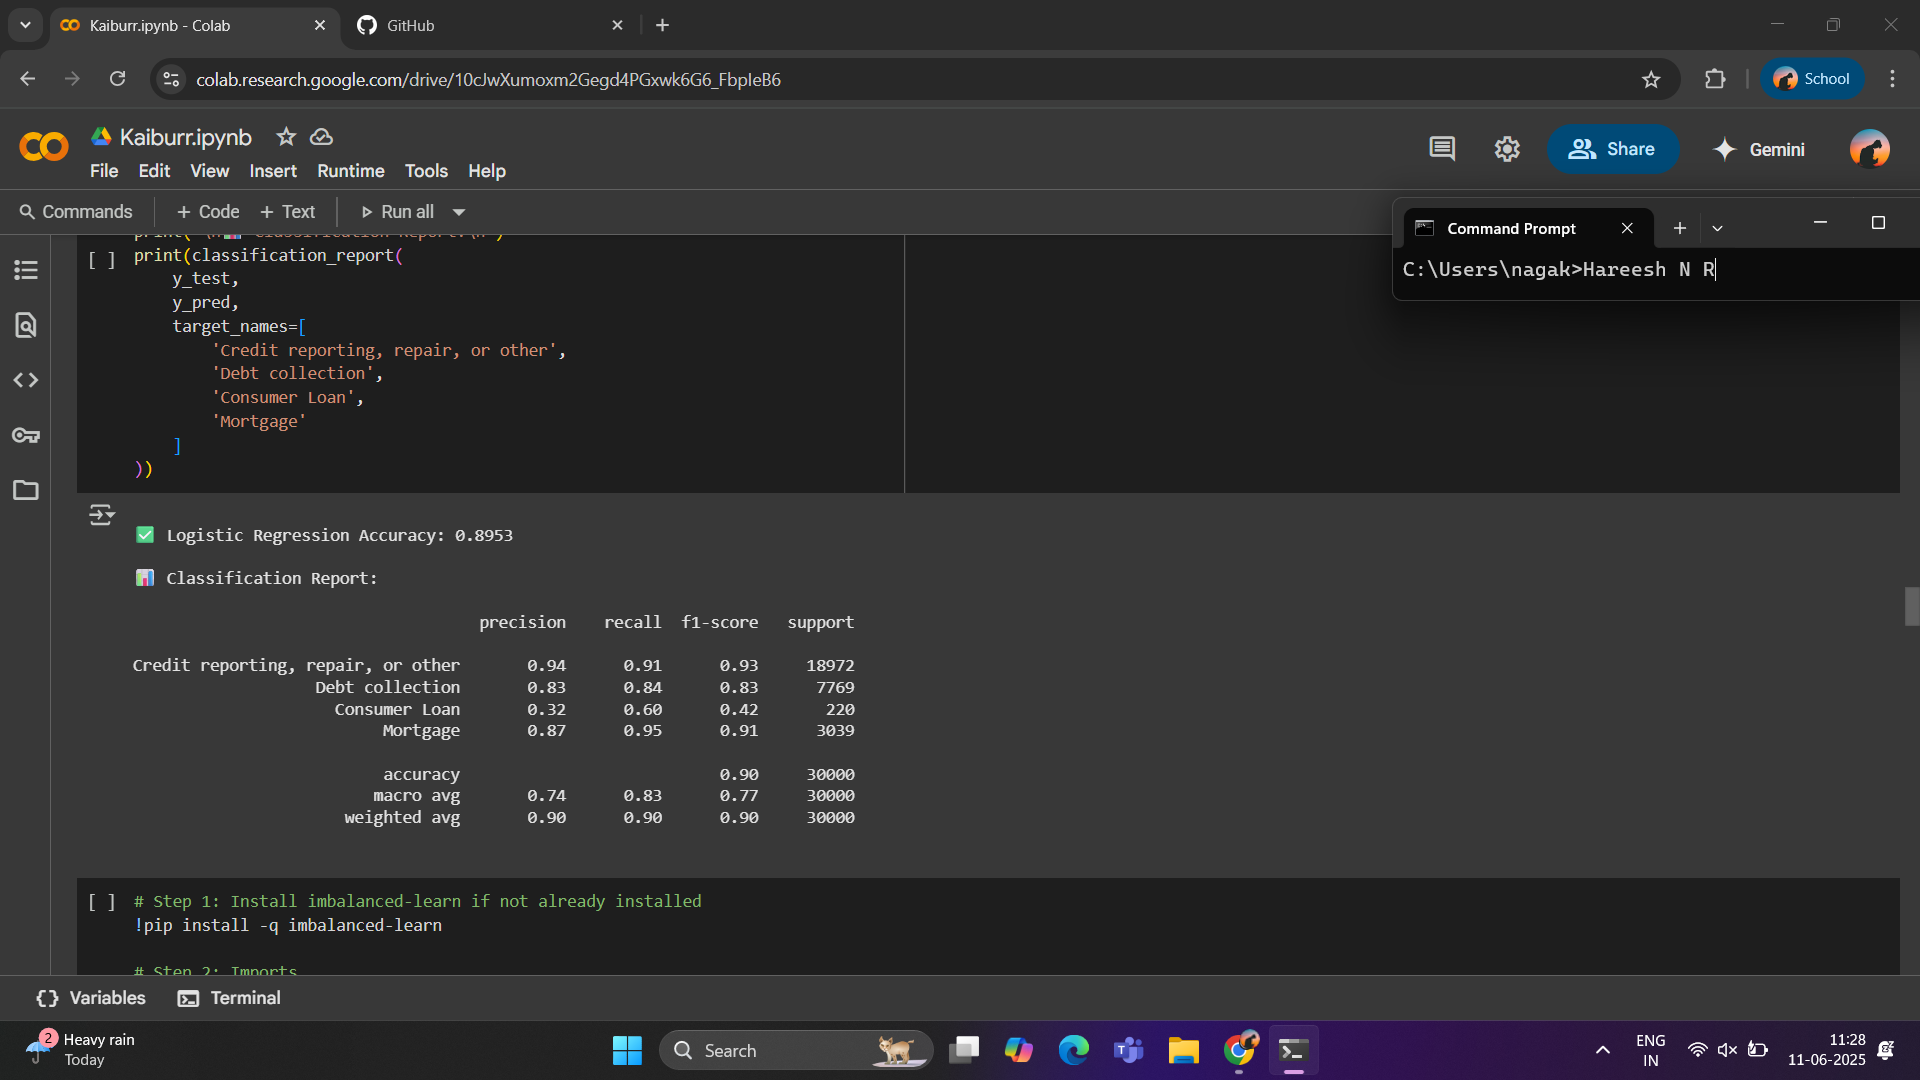 Kaiburr.ipynb - Colab
GitHub
colab.research.google.com/drive/10cJwXumoxm2Gegd4PGxwk6G6_FbpIeB6
School
Kaiburr.ipynb
File Edit View Insert Runtime Tools Help
Share
Gemini
Commands + Code + Text Run all
Command Prompt
C:\Users\nagak>Hareesh N R
[ ] print(classification_report(
y_test,
y_pred,
target_names=[
'Credit reporting, repair, or other',
'Debt collection',
'Consumer Loan',
'Mortgage'
]
))
✅ Logistic Regression Accuracy: 0.8953
📊 Classification Report:
precision recall f1-score support
Credit reporting, repair, or other 0.94 0.91 0.93 18972
Debt collection 0.83 0.84 0.83 7769
Consumer Loan 0.32 0.60 0.42 220
Mortgage 0.87 0.95 0.91 3039
accuracy 0.90 30000
macro avg 0.74 0.83 0.77 30000
weighted avg 0.90 0.90 0.90 30000
[ ] # Step 1: Install imbalanced-learn if not already installed
!pip install -q imbalanced-learn
# Step 2: Imports
{} Variables Terminal
2 Heavy rain
Today
Search
ENG
IN
11:28
11-06-2025